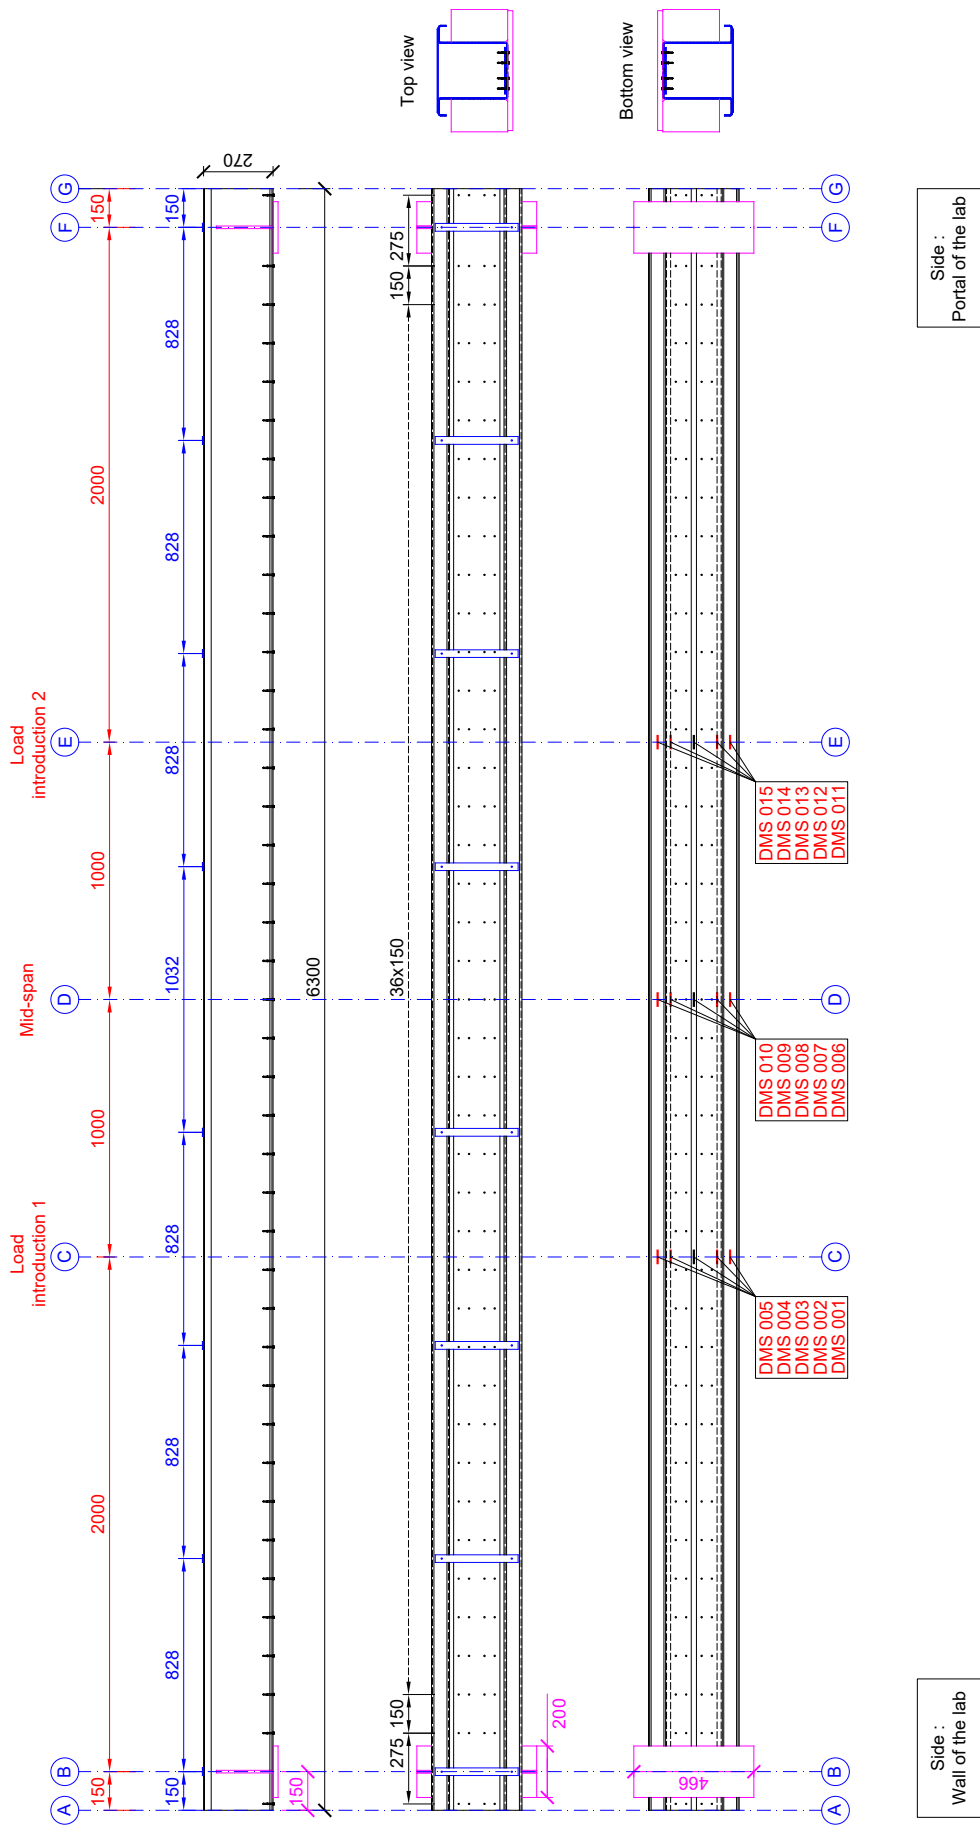 Load
introduction 1
Mid-span
Load
introduction 2
150
2000
1000
1000
2000
150
A
B
C
D
E
F
G
150
828
828
828
1032
828
828
828
150
270
150
6300
Top view
275
150
36x150
150
275
200
Bottom view
466
DMS 005
DMS 004
DMS 003
DMS 002
DMS 001
DMS 010
DMS 009
DMS 008
DMS 007
DMS 006
DMS 015
DMS 014
DMS 013
DMS 012
DMS 011
A
B
C
D
E
F
G
Side :
Wall of the lab
Side :
Portal of the lab